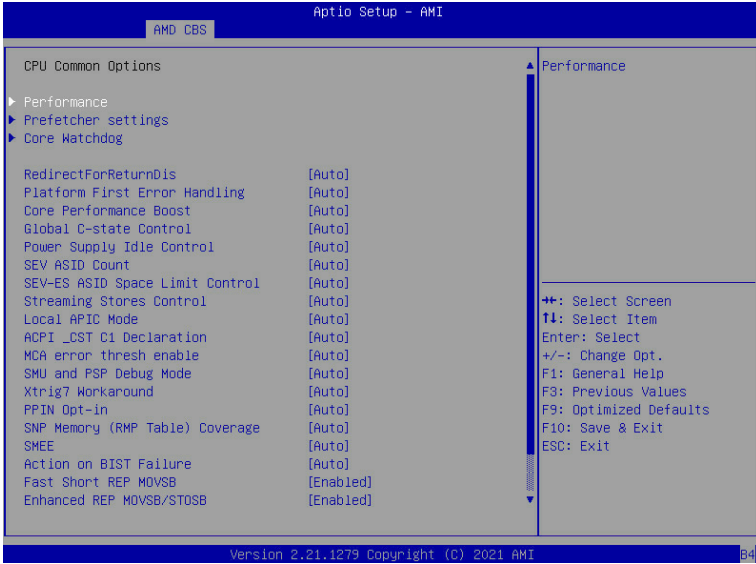 Aptio Setup - AMI
AMD CBS
CPU Common Options
Performance
Prefetcher settings
Core Watchdog
RedirectForReturnDis [Auto]
Platform First Error Handling [Auto]
Core Performance Boost [Auto]
Global C-state Control [Auto]
Power Supply Idle Control [Auto]
SEV ASID Count [Auto]
SEV-ES ASID Space Limit Control [Auto]
Streaming Stores Control [Auto]
Local APIC Mode [Auto]
ACPI _CST C1 Declaration [Auto]
MCA error thresh enable [Auto]
SMU and PSP Debug Mode [Auto]
Xtrig7 Workaround [Auto]
PPIN Opt-in [Auto]
SNP Memory (RMP Table) Coverage [Auto]
SMEE [Auto]
Action on BIST Failure [Auto]
Fast Short REP MOVSB [Enabled]
Enhanced REP MOVSB/STOSB [Enabled]
Performance
→←: Select Screen
↑↓: Select Item
Enter: Select
+/-: Change Opt.
F1: General Help
F3: Previous Values
F9: Optimized Defaults
F10: Save & Exit
ESC: Exit
Version 2.21.1279 Copyright (C) 2021 AMI
B4